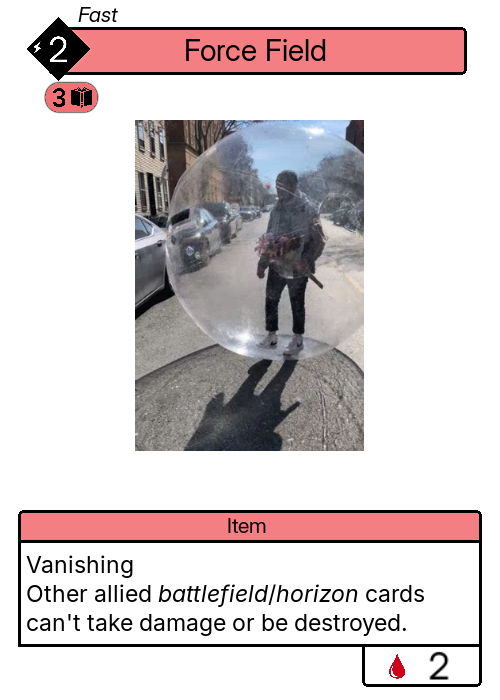 Fast
2
Force Field
3
Item
Vanishing
Other allied battlefield/horizon cards
can't take damage or be destroyed.
2